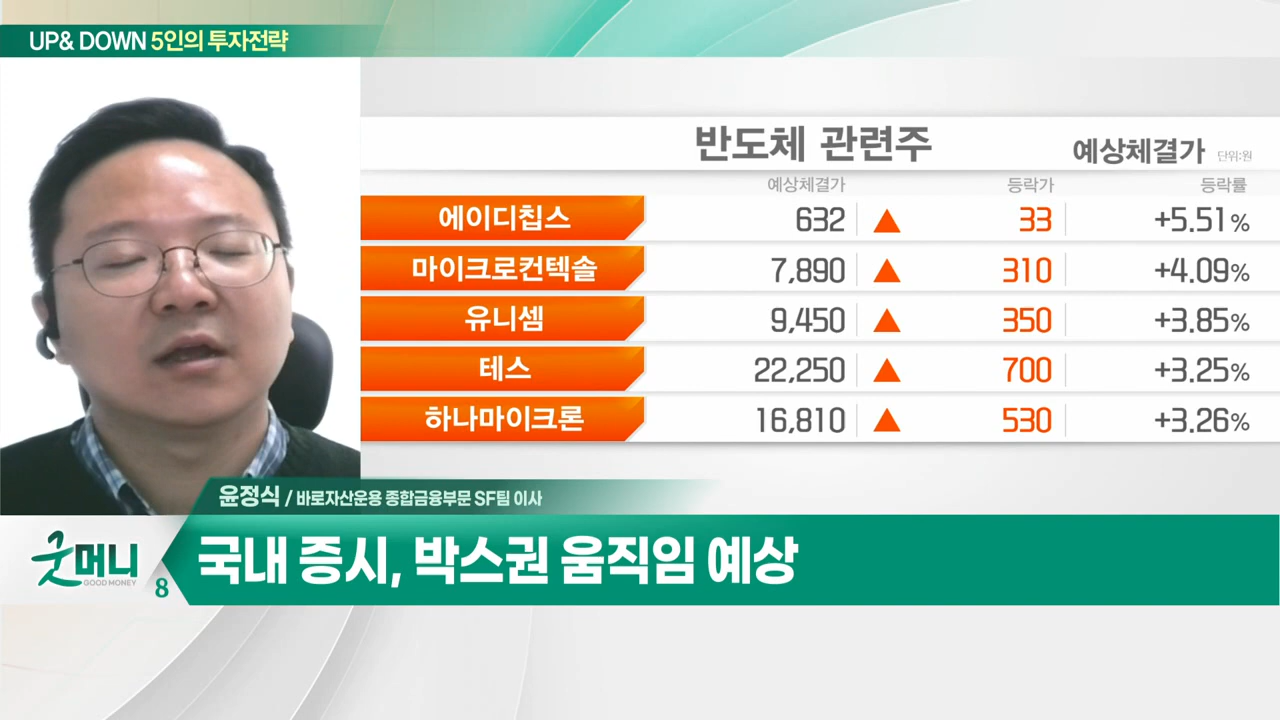 UP& DOWN 5인의 투자전략
반도체 관련주 예상체결가 단위:원
예상체결가 등락가 등락률
에이디칩스 632 ▲ 33 +5.51%
마이크로컨텍솔 7,890 ▲ 310 +4.09%
유니셈 9,450 ▲ 350 +3.85%
테스 22,250 ▲ 700 +3.25%
하나마이크론 16,810 ▲ 530 +3.26%
윤정식 / 바로자산운용 종합금융부문 SF팀 이사
굿머니
GOOD MONEY
8
국내 증시, 박스권 움직임 예상